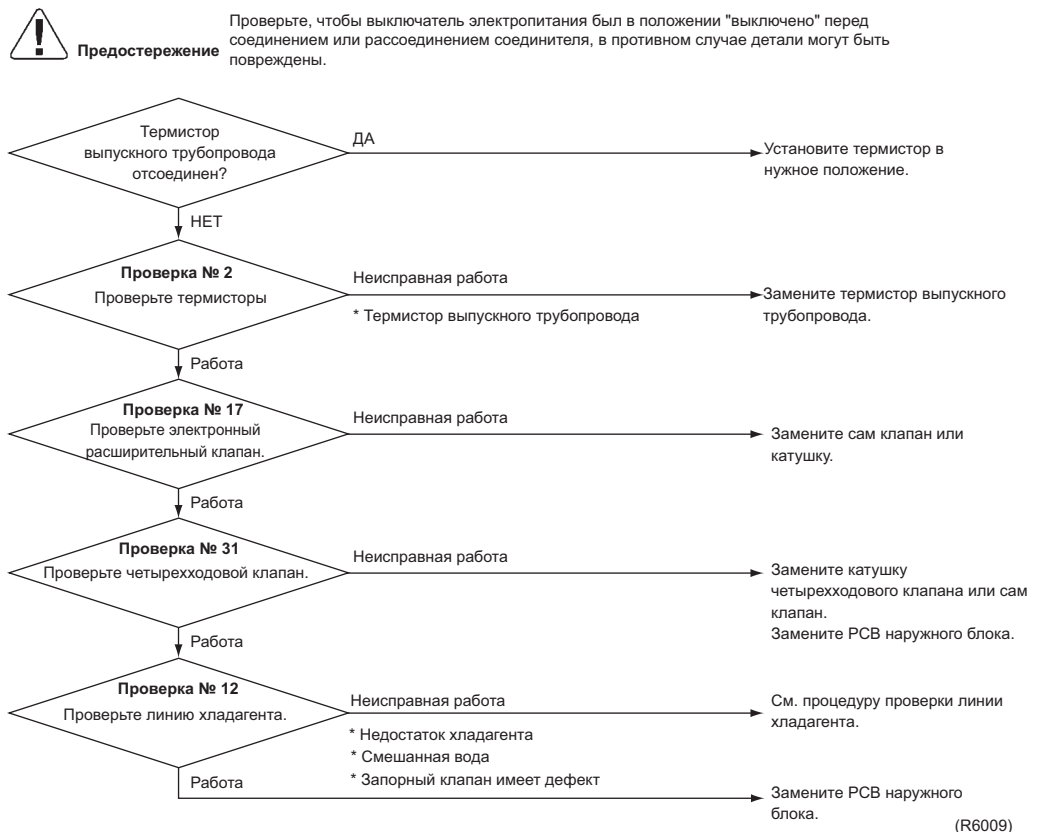 Проверьте, чтобы выключатель электропитания был в положении "выключено" перед
соединением или рассоединением соединителя, в противном случае детали могут быть
повреждены.
Предостережение
Термистор
выпускного трубопровода
отсоединен?
ДА
Установите термистор в
нужное положение.
НЕТ
Проверка № 2
Проверьте термисторы
Неисправная работа
* Термистор выпускного трубопровода
Замените термистор выпускного
трубопровода.
Работа
Проверка № 17
Проверьте электронный
расширительный клапан.
Неисправная работа
Замените сам клапан или
катушку.
Работа
Проверка № 31
Проверьте четырехходовой клапан.
Неисправная работа
Замените катушку
четырехходового клапана или сам
клапан.
Замените PCB наружного блока.
Работа
Проверка № 12
Проверьте линию хладагента.
Неисправная работа
* Недостаток хладагента
* Смешанная вода
* Запорный клапан имеет дефект
См. процедуру проверки линии
хладагента.
Работа
Замените PCB наружного
блока.
(R6009)